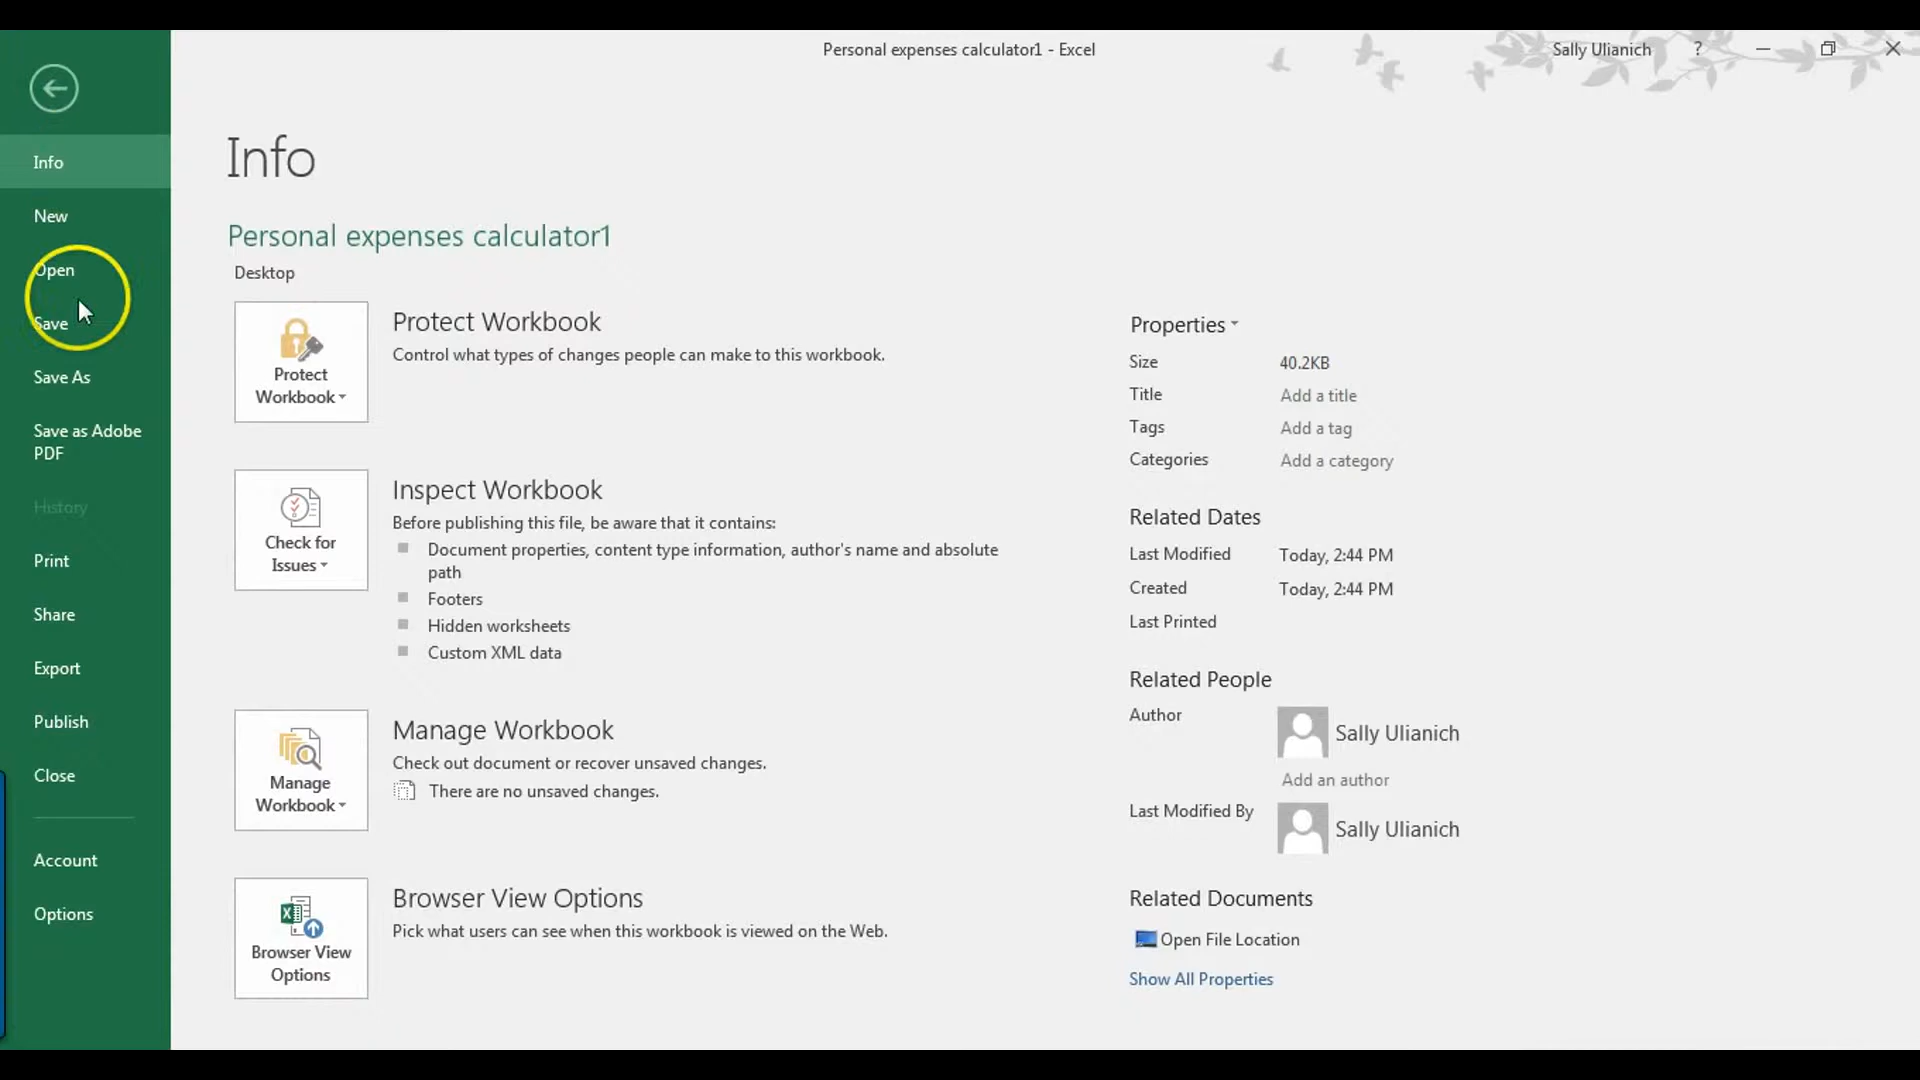 Personal expenses calculator1 - Excel
Sally Ulianich
?
Info
New
Open
Save
Save As
Save as Adobe
PDF
History
Print
Share
Export
Publish
Close
Account
Options
Info
Personal expenses calculator1
Desktop
Protect
Workbook
Protect Workbook
Control what types of changes people can make to this workbook.
Check for
Issues
Inspect Workbook
Before publishing this file, be aware that it contains:
Document properties, content type information, author's name and absolute
path
Footers
Hidden worksheets
Custom XML data
Manage
Workbook
Manage Workbook
Check out document or recover unsaved changes.
There are no unsaved changes.
Browser View
Options
Browser View Options
Pick what users can see when this workbook is viewed on the Web.
Properties
Size 40.2KB
Title Add a title
Tags Add a tag
Categories Add a category
Related Dates
Last Modified Today, 2:44 PM
Created Today, 2:44 PM
Last Printed
Related People
Author Sally Ulianich
Add an author
Last Modified By Sally Ulianich
Related Documents
Open File Location
Show All Properties